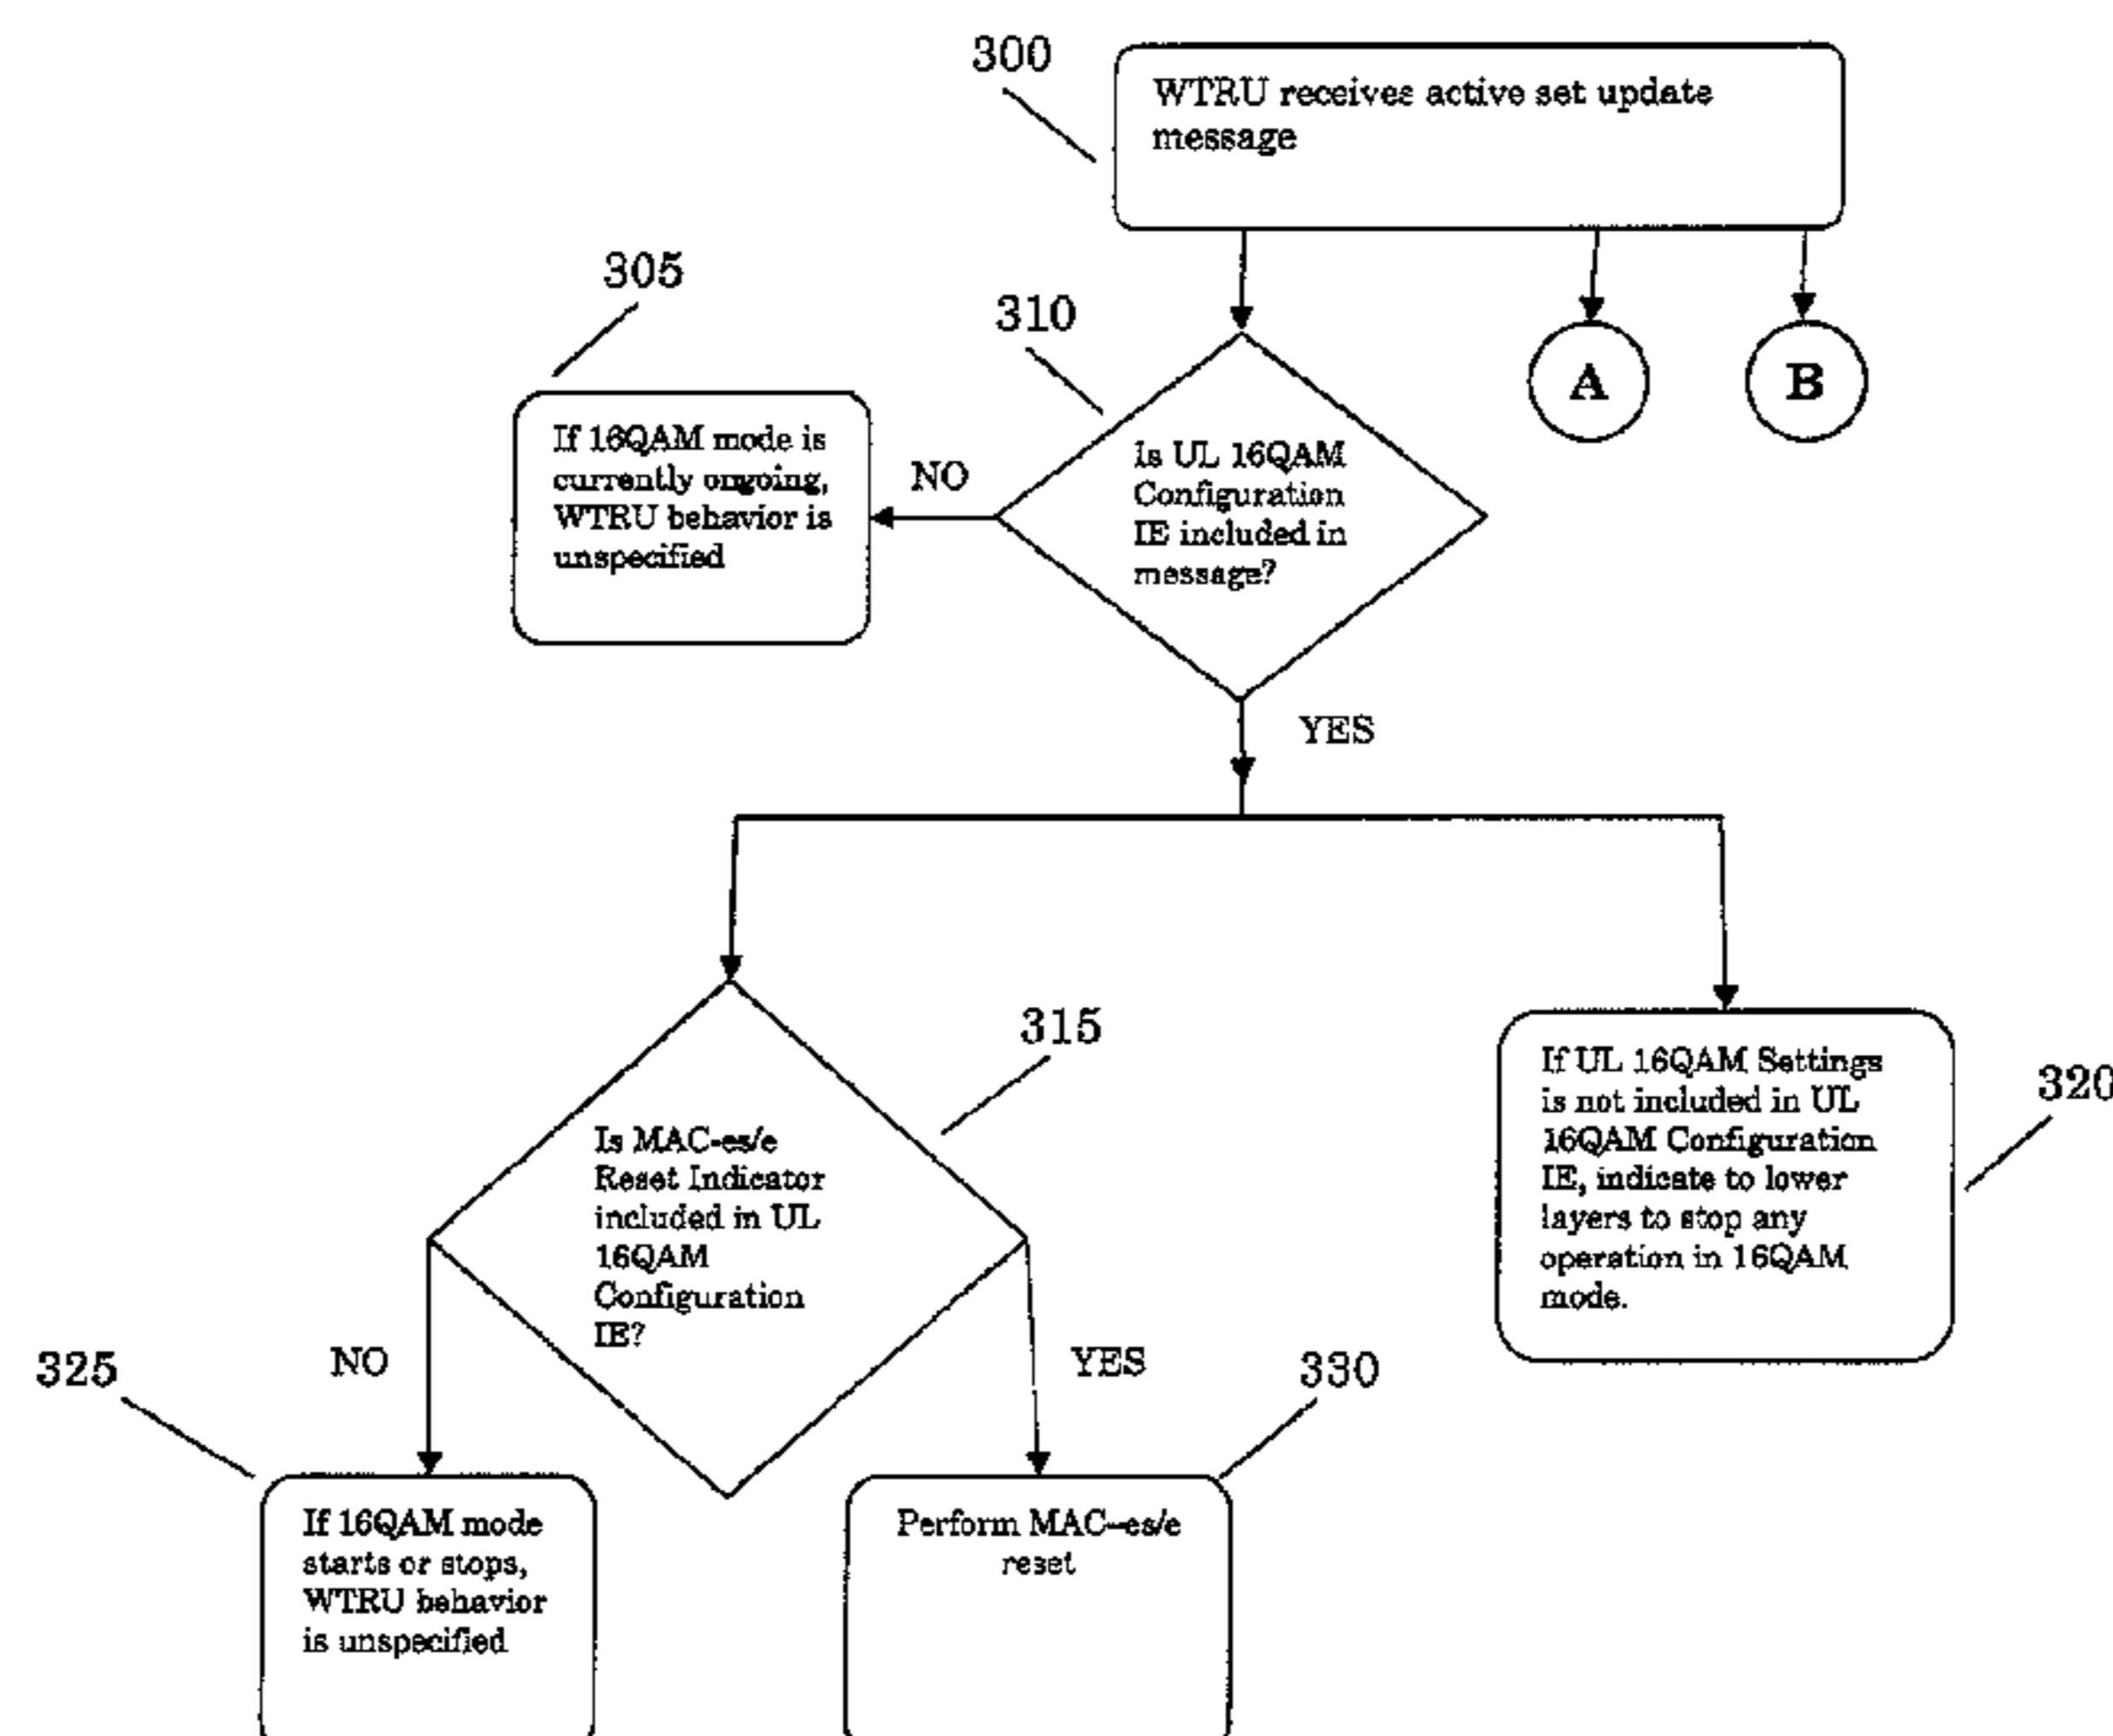 300
WTRU receives active set update
message
305
310
A
B
If 16QAM mode is
currently ongoing,
WTRU behavior is
unspecified
NO
Is UL 16QAM
Configuration
IE included in
message?
YES
315
Is MAC-es/e
Reset Indicator
included in UL
16QAM
Configuration
IE?
If UL 16QAM Settings
is not included in UL
16QAM Configuration
IE, indicate to lower
layers to stop any
operation in 16QAM
mode.
320
325
NO
YES
330
If 16QAM mode
starts or stops,
WTRU behavior
is unspecified
Perform MAC-es/e
reset